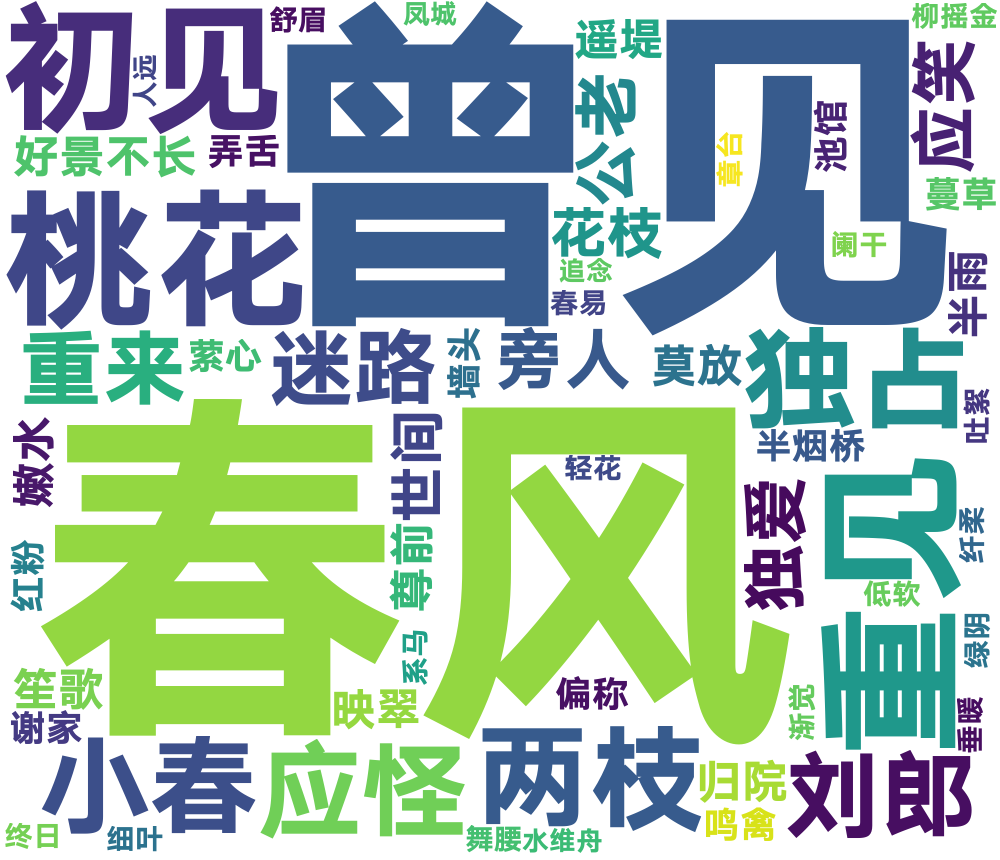 初见
人远
舒眉
凤城
曾见
遥堤
柳摇金
应笑
公老
章台
池馆
好景不长
弄舌
蔓草
桃花
花枝
阑干
追念
春易
半雨
重来
萦心
迷路
墙头
旁人
莫放
独占
吐絮
半烟桥
嫩水
世间
春风
轻花
独爱
重见
纤柔
红粉
尊前
低软
绿阴
系马
笙歌
映翠
偏称
渐觉
垂暖
谢家
小春
应怪
两枝
归院
刘郎
鸣禽
终日
细叶
舞腰水维舟